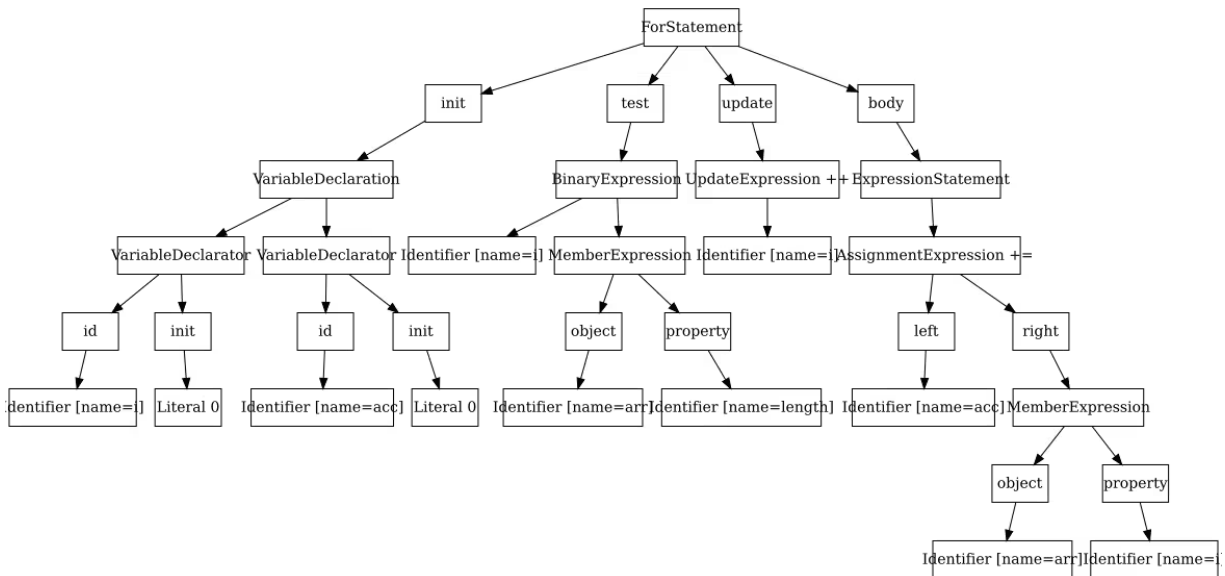 ForStatement
init
test
update
body
VariableDeclaration
BinaryExpression
UpdateExpression ++
ExpressionStatement
VariableDeclarator
VariableDeclarator
Identifier [name=i]
MemberExpression
Identifier [name=i]
AssignmentExpression +=
id
init
id
init
object
property
left
right
Identifier [name=i]
Literal 0
Identifier [name=acc]
Literal 0
Identifier [name=arr]
Identifier [name=length]
Identifier [name=acc]
MemberExpression
object
property
Identifier [name=arr]
Identifier [name=i]